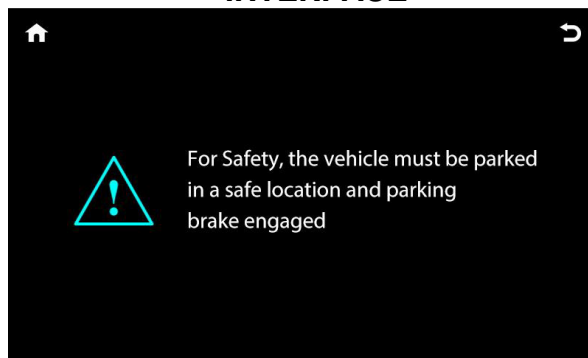 For Safety, the vehicle must be parked
in a safe location and parking
brake engaged